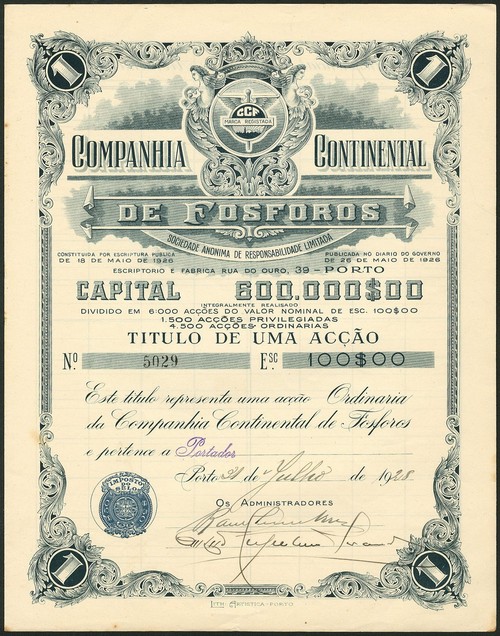 1 1
CCF
MARCA REGISTADA
COMPANHIA CONTINENTAL
DE FOSFOROS
SOCIEDADE ANONIMA DE RESPONSABILIDADE LIMITADA
CONSTITUIDA POR ESCRIPTURA PUBLICA
DE 18 DE MAIO DE 1926
PUBLICADA NO DIARIO DO GOVERNO
DE 26 DE MAIO DE 1926
ESCRIPTORIO E FABRICA RUA DO OURO, 39 - PORTO
CAPITAL 600,000$00
INTEGRALMENTE REALISADO
DIVIDIDO EM 6:000 ACÇÕES DO VALOR NOMINAL DE ESC. 100$00
1.500 ACÇÕES PRIVILEGIADAS
4.500 ACÇÕES ORDINARIAS
TITULO DE UMA ACÇÃO
Nº 5029 ESC. 100$00
Este titulo representa uma acção Ordinaria
da Companhia Continental de Fósforos
e pertence a Portador
Porto 31 de Julho de 1928
OS ADMINISTRADORES
IMPOSTO DO SELO
1 1
LITH. ARTISTICA - PORTO